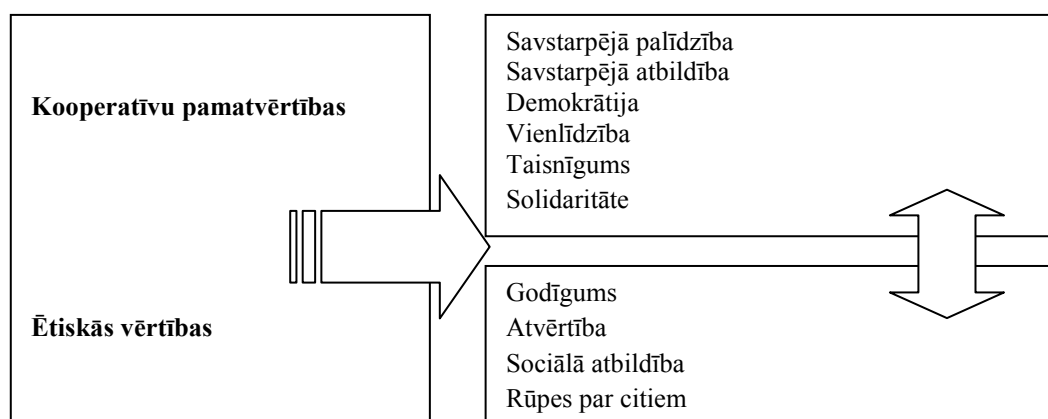 Kooperatīvu pamatvērtības
Savstarpējā palīdzība
Savstarpējā atbildība
Demokrātija
Vienlīdzība
Taisnīgums
Solidaritāte
Ētiskās vērtības
Godīgums
Atvērtība
Sociālā atbildība
Rūpes par citiem